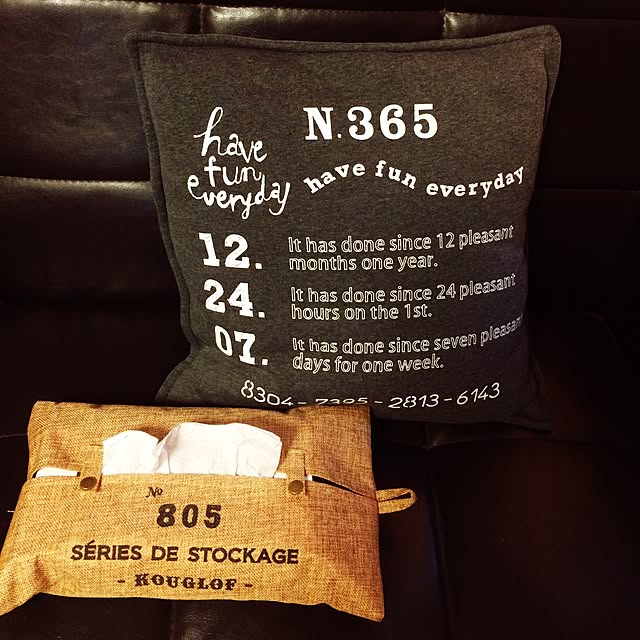 have
fun
everyday
N.365
have fun everyday
12.
It has done since 12 pleasant
months one year.
24.
It has done since 24 pleasant
hours on the 1st.
07.
It has done since seven pleasant
days for one week.
8304 - 7395 - 2813 - 6143
No
805
SÉRIES DE STOCKAGE
- KOUGLOF -